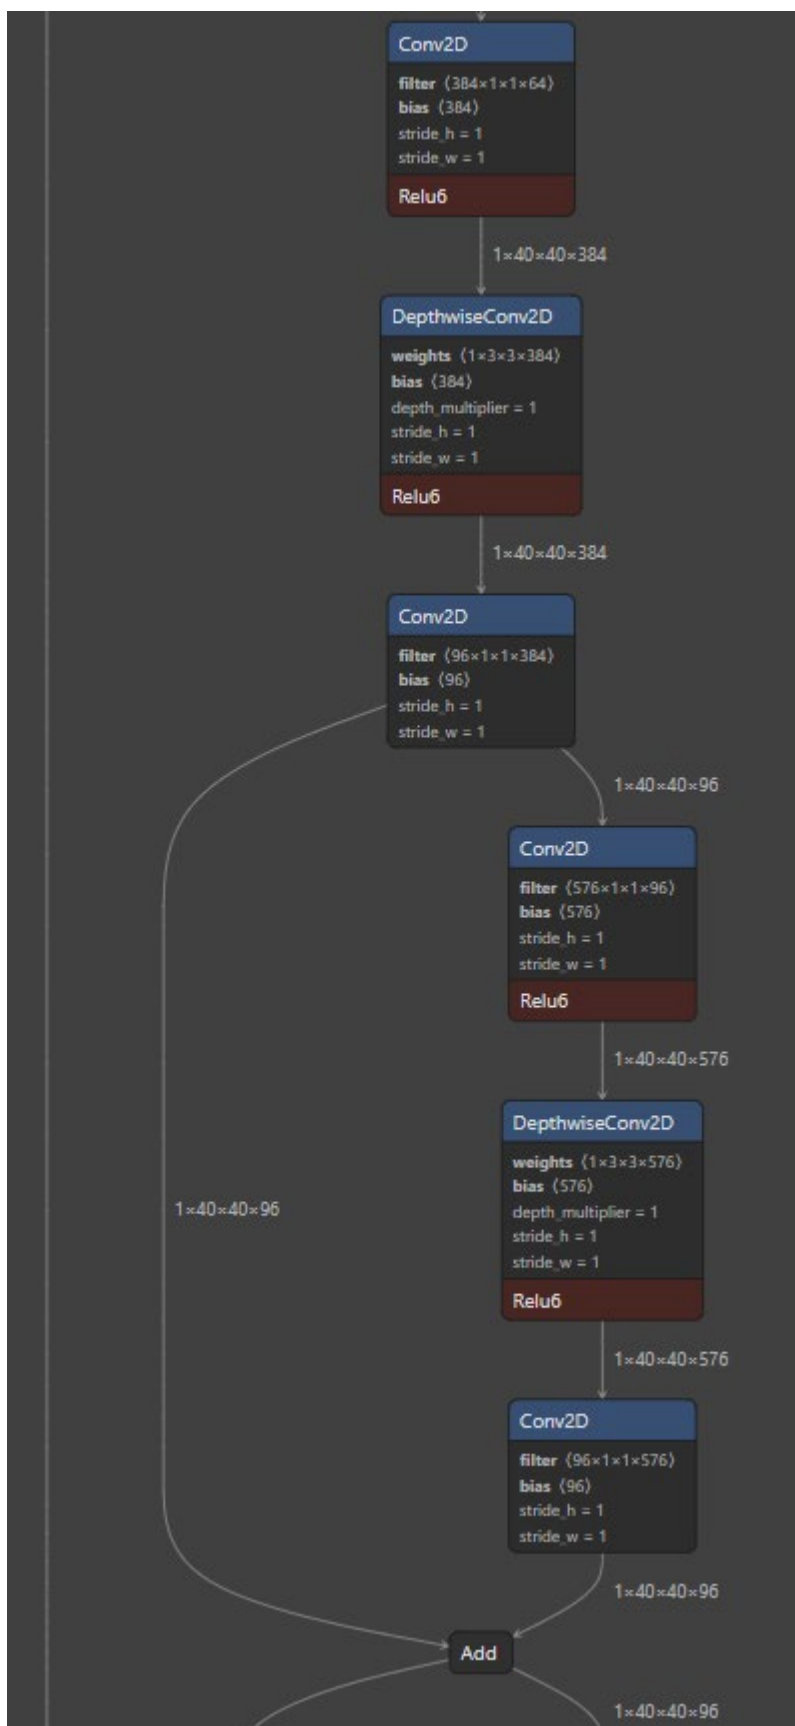 Conv2D
filter ⟨384×1×1×64⟩
bias ⟨384⟩
stride_h = 1
stride_w = 1
Relu6
1×40×40×384
DepthwiseConv2D
weights ⟨1×3×3×384⟩
bias ⟨384⟩
depth_multiplier = 1
stride_h = 1
stride_w = 1
Relu6
1×40×40×384
Conv2D
filter ⟨96×1×1×384⟩
bias ⟨96⟩
stride_h = 1
stride_w = 1
1×40×40×96
Conv2D
filter ⟨576×1×1×96⟩
bias ⟨576⟩
stride_h = 1
stride_w = 1
Relu6
1×40×40×576
DepthwiseConv2D
weights ⟨1×3×3×576⟩
bias ⟨576⟩
depth_multiplier = 1
stride_h = 1
stride_w = 1
Relu6
1×40×40×96
1×40×40×576
Conv2D
filter ⟨96×1×1×576⟩
bias ⟨96⟩
stride_h = 1
stride_w = 1
1×40×40×96
Add
1×40×40×96